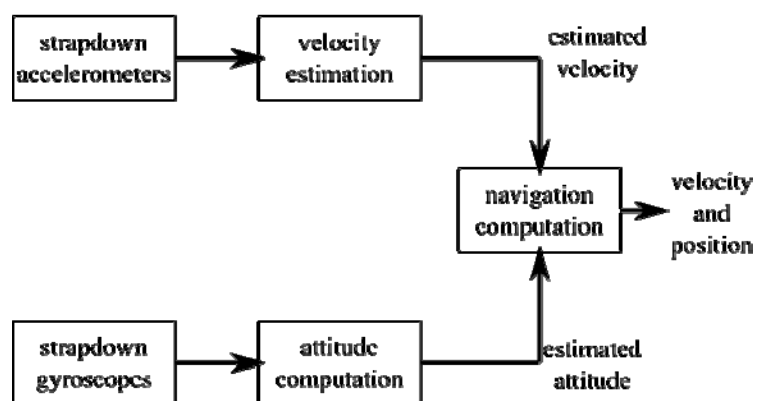 strapdown
accelerometers
velocity
estimation
estimated
velocity
navigation
computation
velocity
and
position
strapdown
gyroscopes
attitude
computation
estimated
attitude